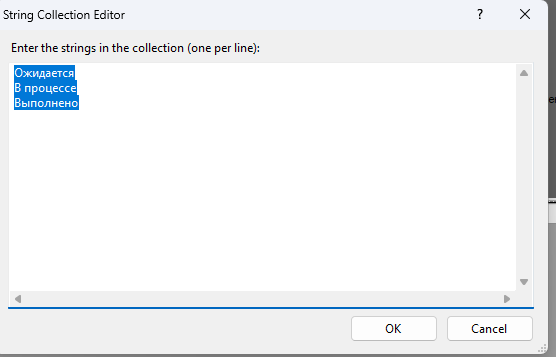 String Collection Editor
?
Enter the strings in the collection (one per line):
Ожидается
В процессе
Выполнено
OK
Cancel